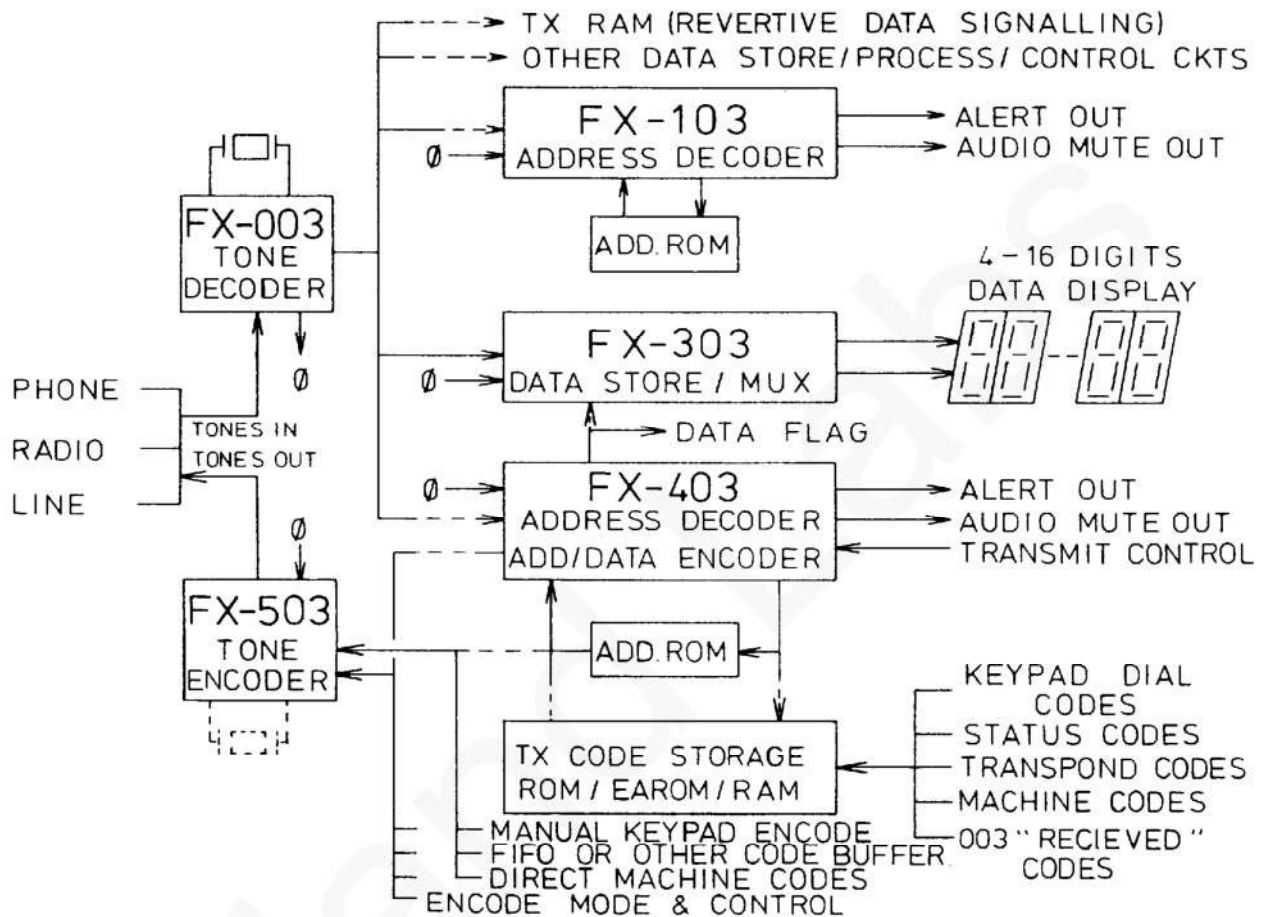 TX RAM (REVERTIVE DATA SIGNALLING)
OTHER DATA STORE/PROCESS/CONTROL CKTS
FX-103
ADDRESS DECODER
Ø
ALERT OUT
AUDIO MUTE OUT
ADD. ROM
FX-003
TONE
DECODER
Ø
4-16 DIGITS
DATA DISPLAY
FX-303
DATA STORE / MUX
Ø
DATA FLAG
PHONE
RADIO
LINE
TONES IN
TONES OUT
Ø
FX-403
ADDRESS DECODER
ADD/DATA ENCODER
Ø
ALERT OUT
AUDIO MUTE OUT
TRANSMIT CONTROL
FX-503
TONE
ENCODER
ADD. ROM
TX CODE STORAGE
ROM / EAROM / RAM
KEYPAD DIAL
CODES
STATUS CODES
TRANSPOND CODES
MACHINE CODES
003 "RECIEVED"
CODES
MANUAL KEYPAD ENCODE
FIFO OR OTHER CODE BUFFER.
DIRECT MACHINE CODES
ENCODE MODE & CONTROL